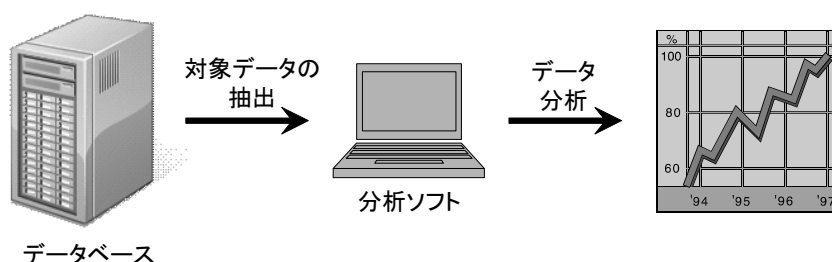 データベース
対象データの
抽出
分析ソフト
データ
分析
%
100
80
60
'94 '95 '96 '97